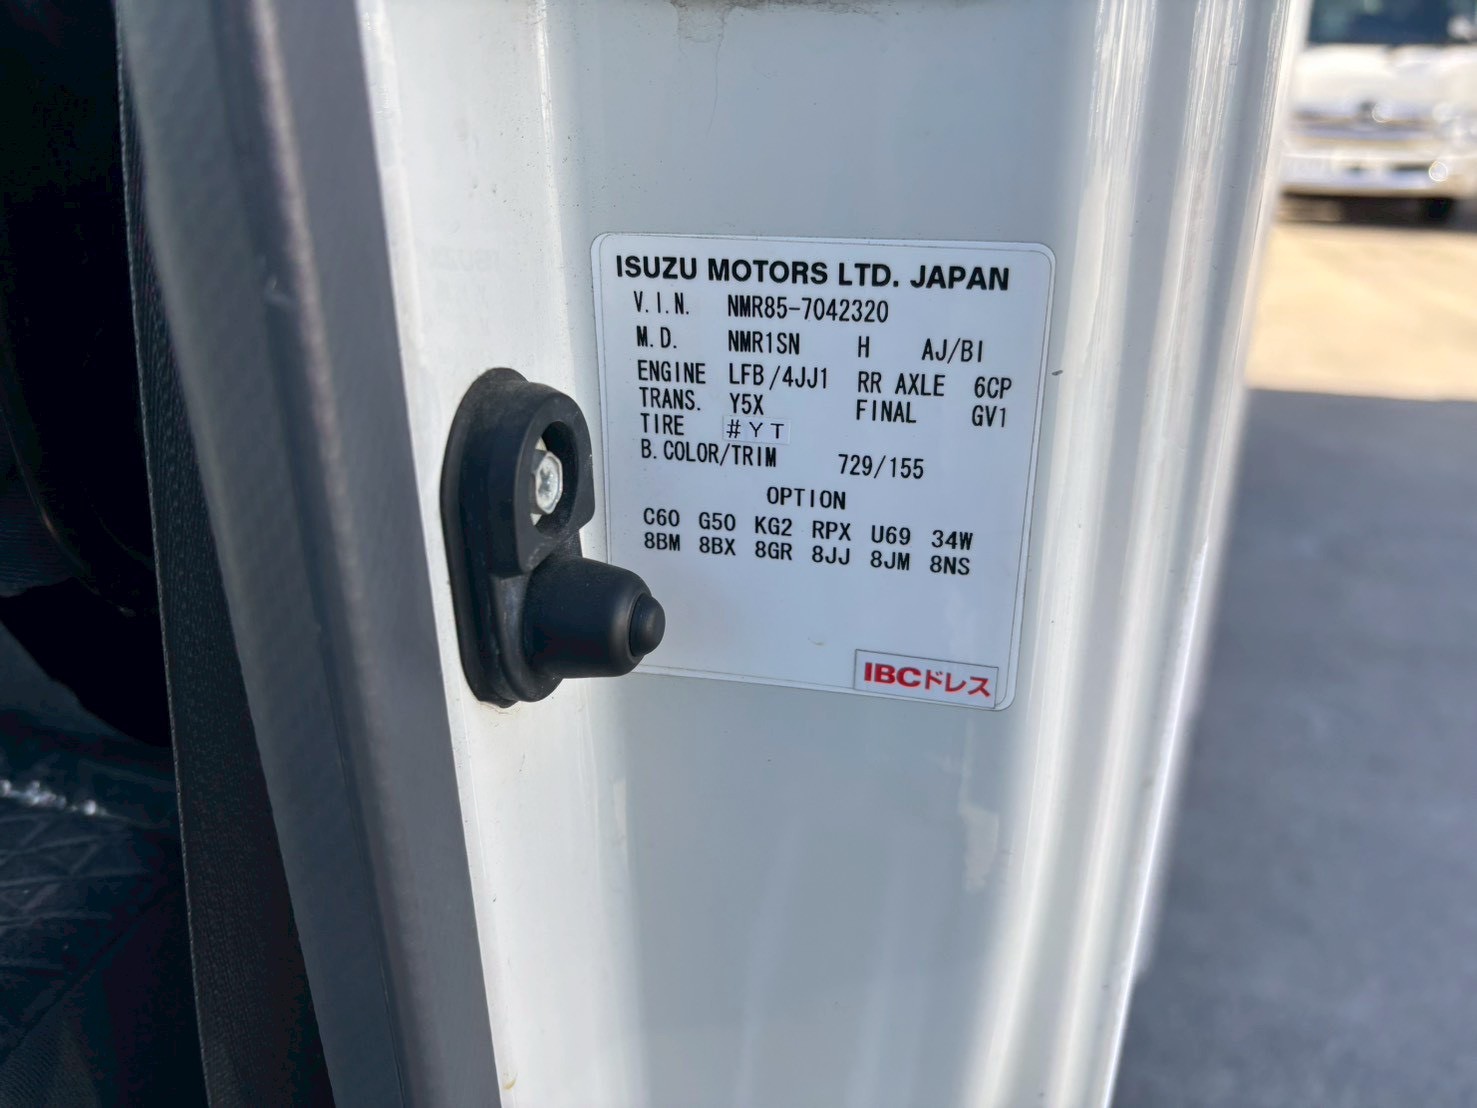 ISUZU MOTORS LTD. JAPAN
V.I.N. NMR85-7042320
M.D. NMR1SN H AJ/BI
ENGINE LFB/4JJ1 RR AXLE 6CP
TRANS. Y5X FINAL GV1
TIRE #YT
B.COLOR/TRIM 729/155
OPTION
C60 G50 KG2 RPX U69 34W
8BM 8BX 8GR 8JJ 8JM 8NS
IBCドレス